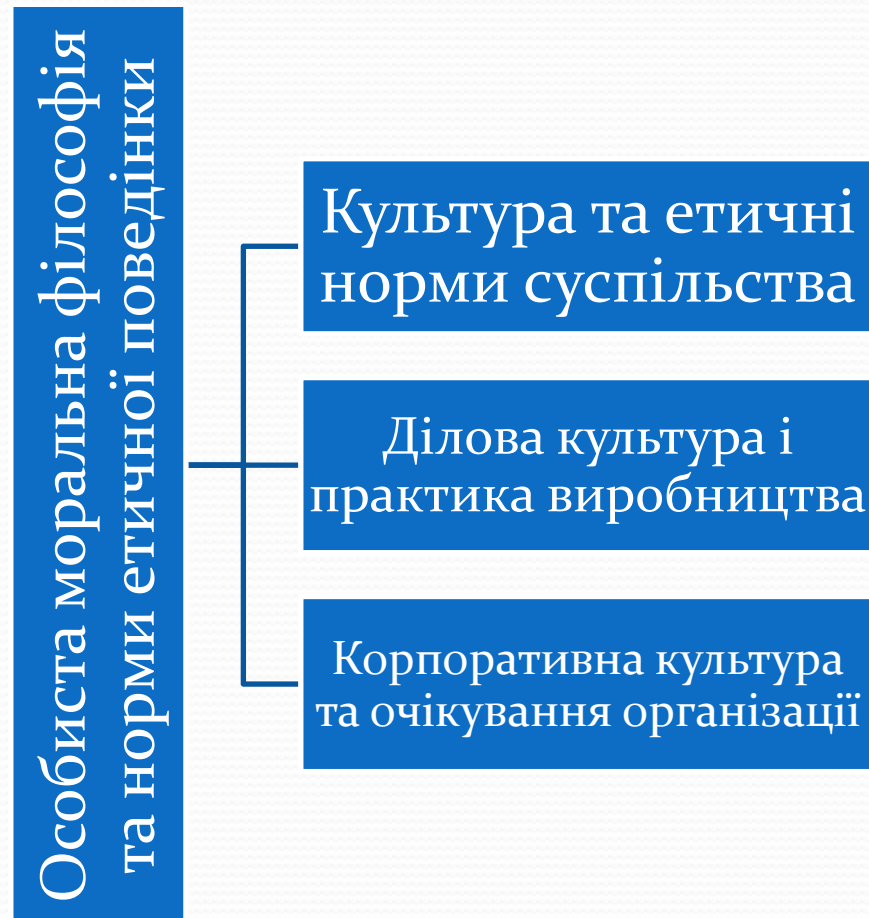 Особиста моральна філософія
та норми етичної поведінки
Культура та етичні
норми суспільства
Ділова культура і
практика виробництва
Корпоративна культура
та очікування організації